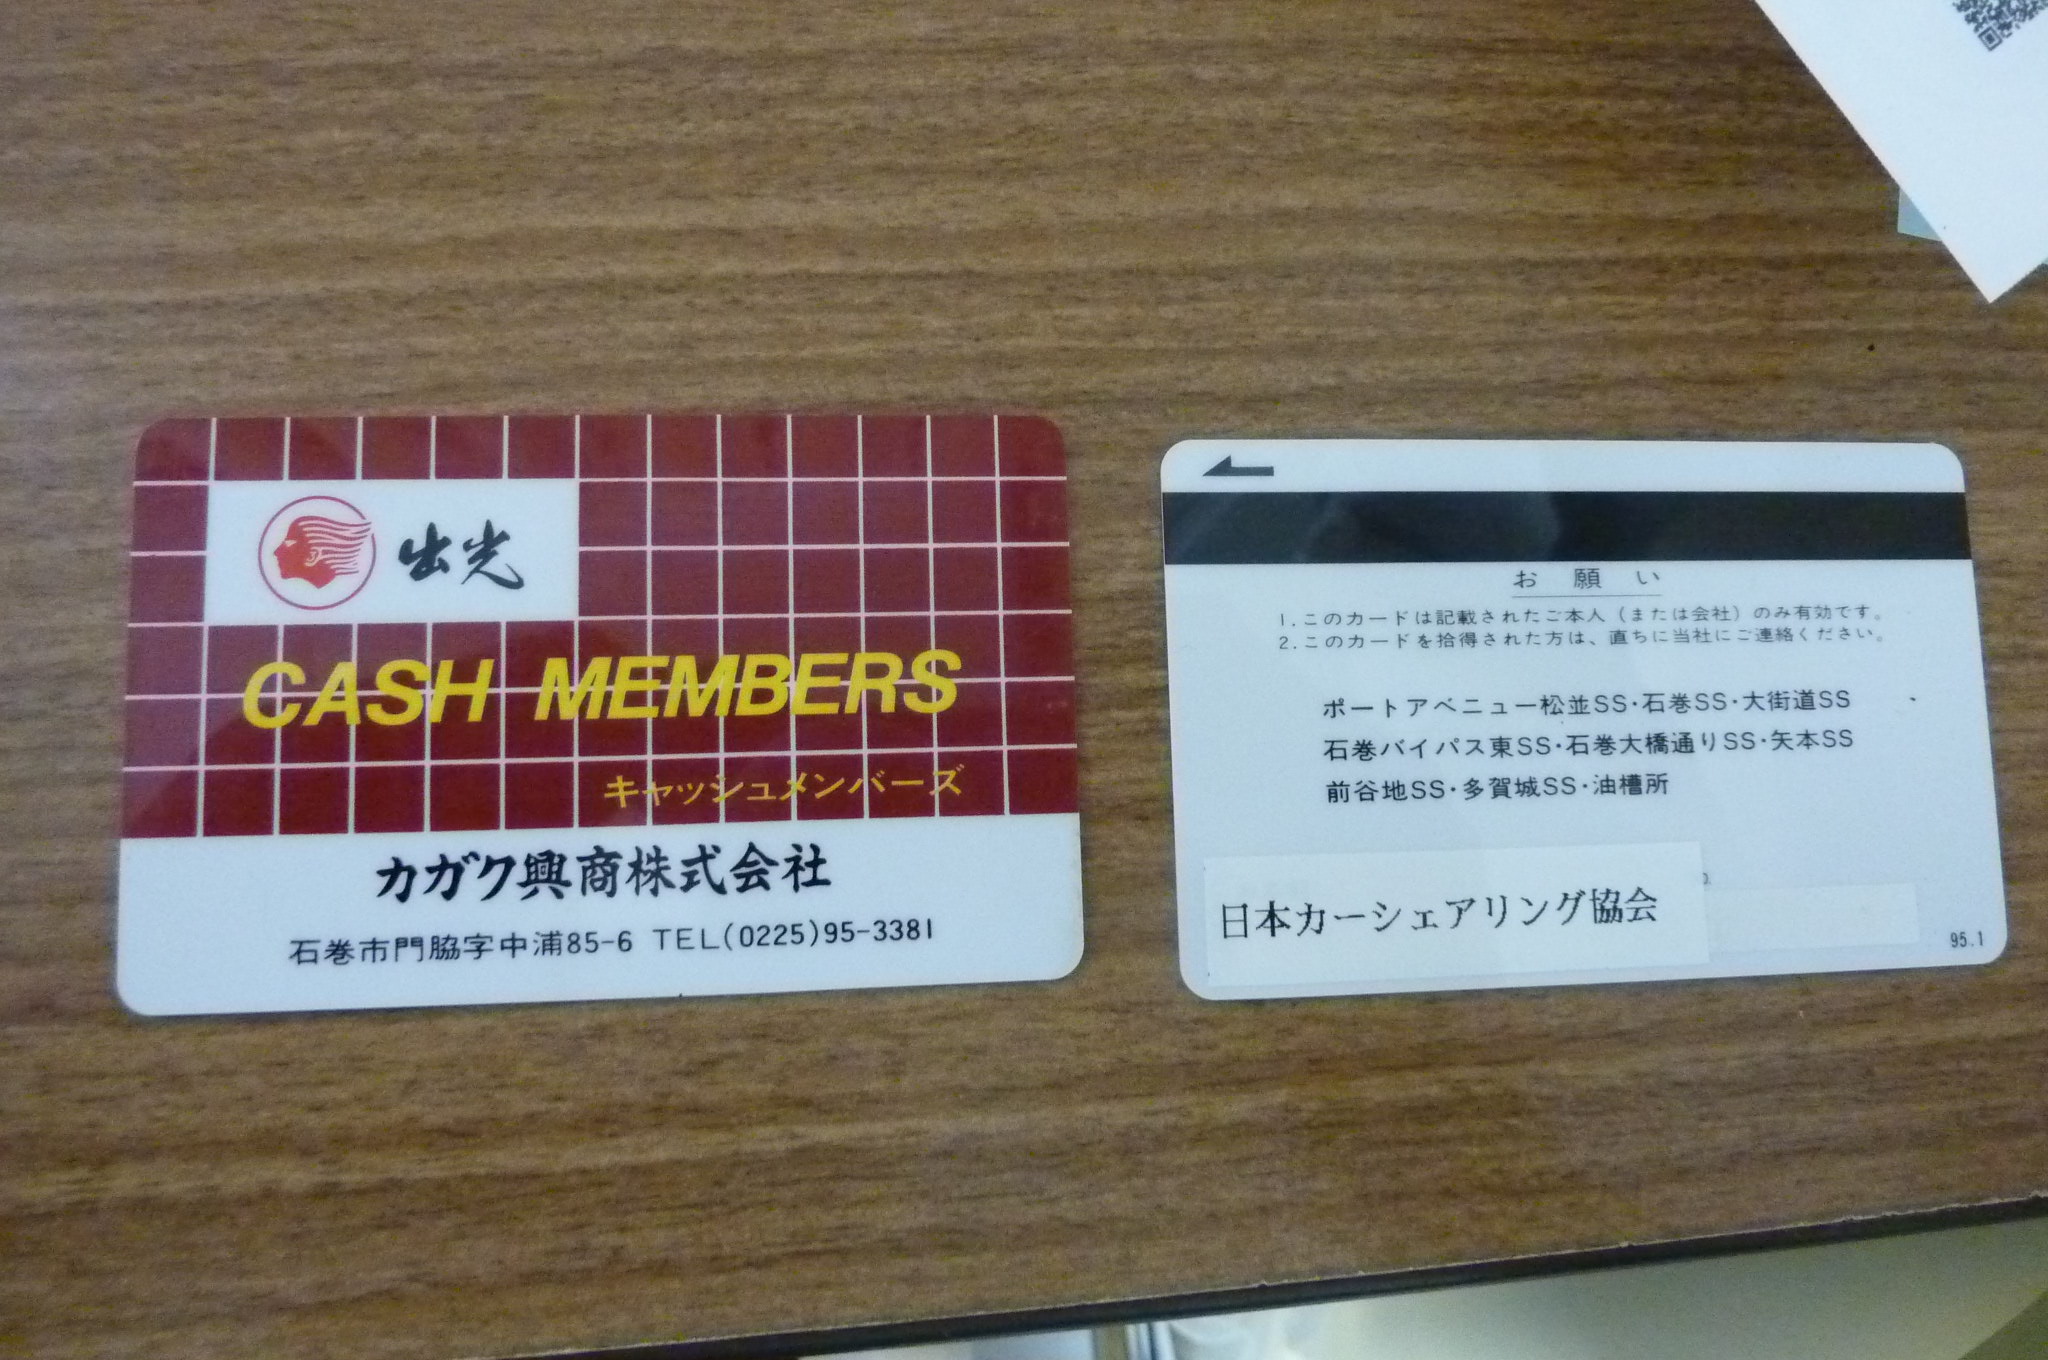 出光
CASH MEMBERS
キャッシュメンバーズ
カガク興商株式会社
石巻市門脇字中浦85-6 TEL(0225)95-3381
お願い
1.このカードは記載されたご本人（または会社）のみ有効です。
2.このカードを拾得された方は、直ちに当社にご連絡ください。
ポートアベニュー松並SS・石巻SS・大街道SS
石巻バイパス東SS・石巻大橋通りSS・矢本SS
前谷地SS・多賀城SS・油槽所
日本カーシェアリング協会
95.1